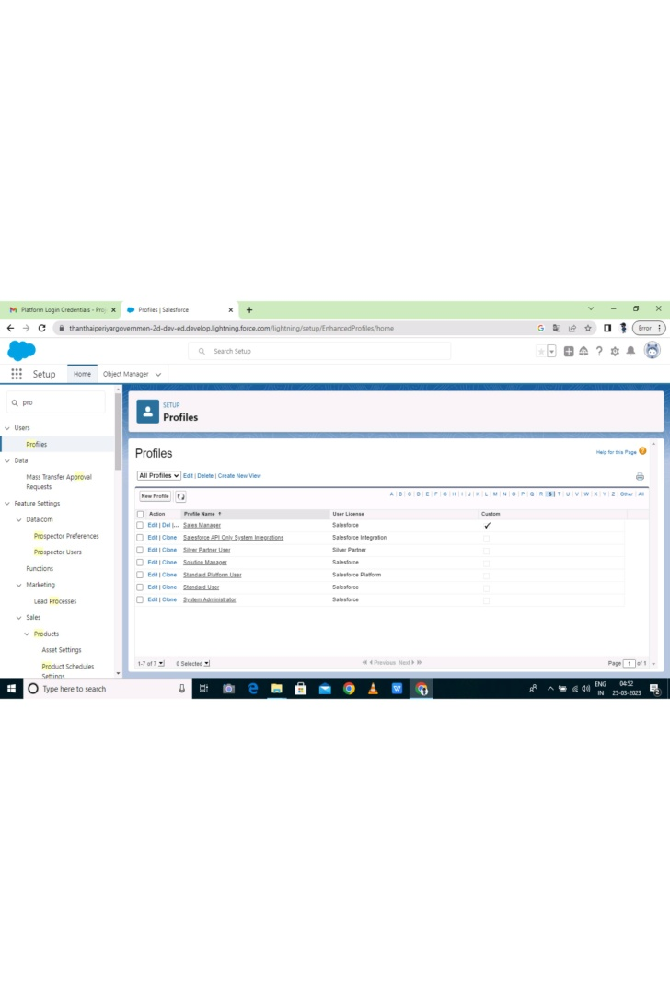 Platform Login Credentials - Pro
Profiles | Salesforce
thanthaiperiyargovernmen-2d-dev-ed.develop.lightning.force.com/lightning/setup/EnhancedProfiles/home
Error
Search Setup
Setup
Home
Object Manager
pro
Users
Profiles
Data
Mass Transfer Approval
Requests
Feature Settings
Data.com
Prospector Preferences
Prospector Users
Functions
Marketing
Lead Processes
Sales
Products
Asset Settings
Product Schedules
Settings
SETUP
Profiles
Profiles
Help for this Page
All Profiles Edit | Delete | Create New View
New Profile
A | B | C | D | E | F | G | H | I | J | K | L | M | N | O | P | Q | R | S | T | U | V | W | X | Y | Z | Other | All
Action Profile Name User License Custom
Edit | Del |... Sales Manager Salesforce
Edit | Clone Salesforce API Only System Integrations Salesforce Integration
Edit | Clone Silver Partner User Silver Partner
Edit | Clone Solution Manager Salesforce
Edit | Clone Standard Platform User Salesforce Platform
Edit | Clone Standard User Salesforce
Edit | Clone System Administrator Salesforce
1-7 of 7 0 Selected Previous Next Page 1 of 1
Type here to search
ENG
IN
04:52
25-03-2023
2